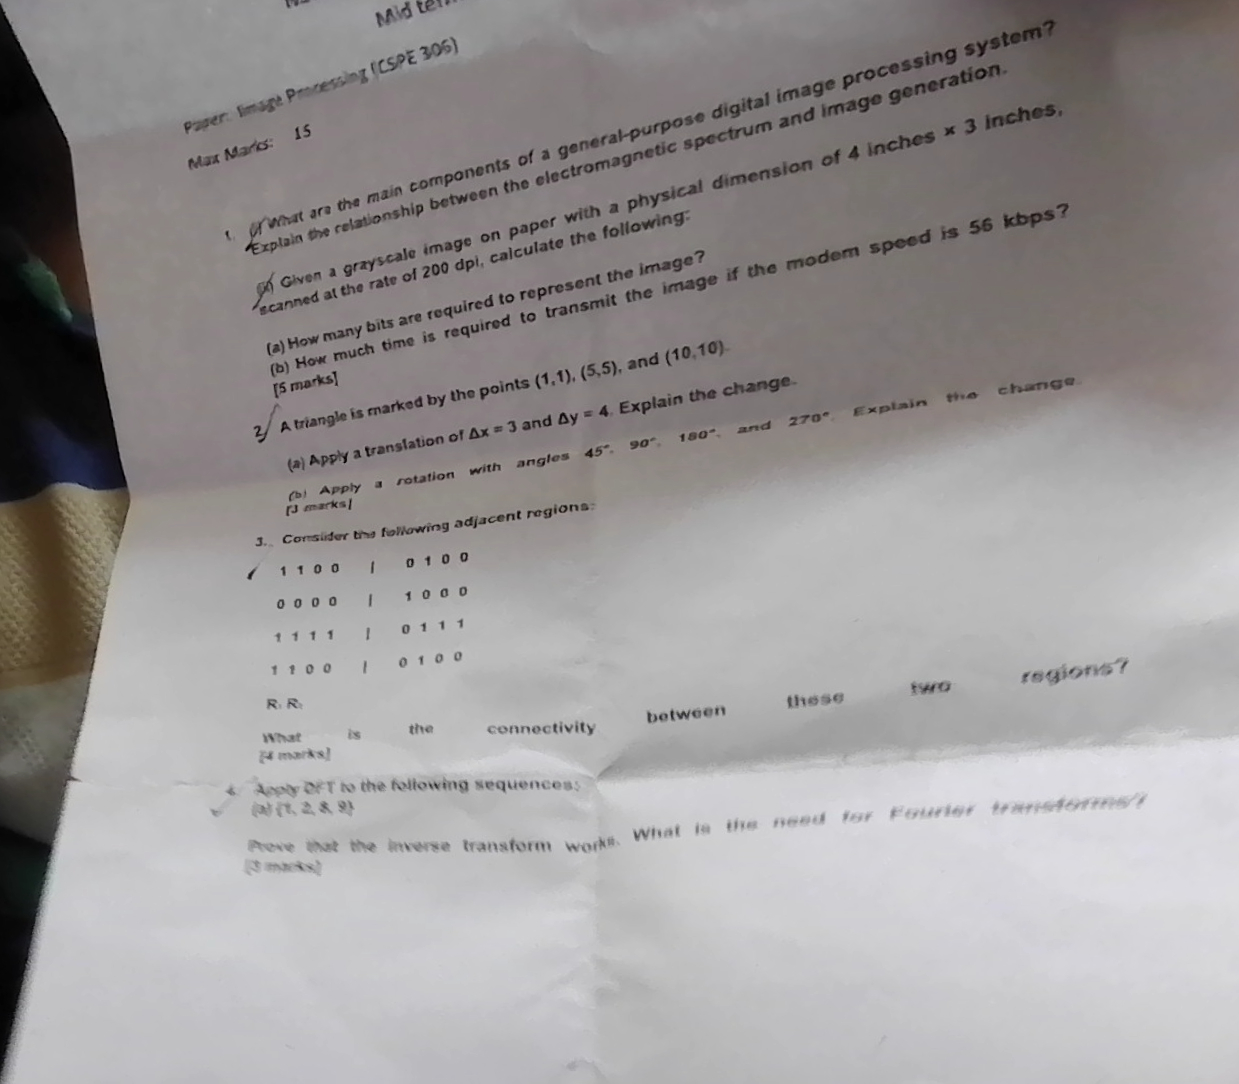 Mid
Paper: Image Processing (CSPE 306)
Max Marks: 15
1. (i) What are the main components of a general-purpose digital image processing system?
Explain the relationship between the electromagnetic spectrum and image generation.
(ii) Given a grayscale image on paper with a physical dimension of 4 inches × 3 inches,
scanned at the rate of 200 dpi, calculate the following:
(a) How many bits are required to represent the image?
(b) How much time is required to transmit the image if the modem speed is 56 kbps?
[5 marks]
2. A triangle is marked by the points (1,1), (5,5), and (10,10).
(a) Apply a translation of Δx = 3 and Δy = 4. Explain the change.
(b) Apply a rotation with angles 45°, 90°, 180°, and 270°. Explain the change.
[3 marks]
3. Consider the following adjacent regions:
1 1 0 0 | 0 1 0 0
0 0 0 0 | 1 0 0 0
1 1 1 1 | 0 1 1 1
1 1 0 0 | 0 1 0 0
What is the connectivity between these two regions?
[4 marks]
4. Apply DFT to the following sequences:
(a) {1, 2, 8, 9}
Prove that the inverse transform works. What is the need for Fourier transforms?
[3 marks]